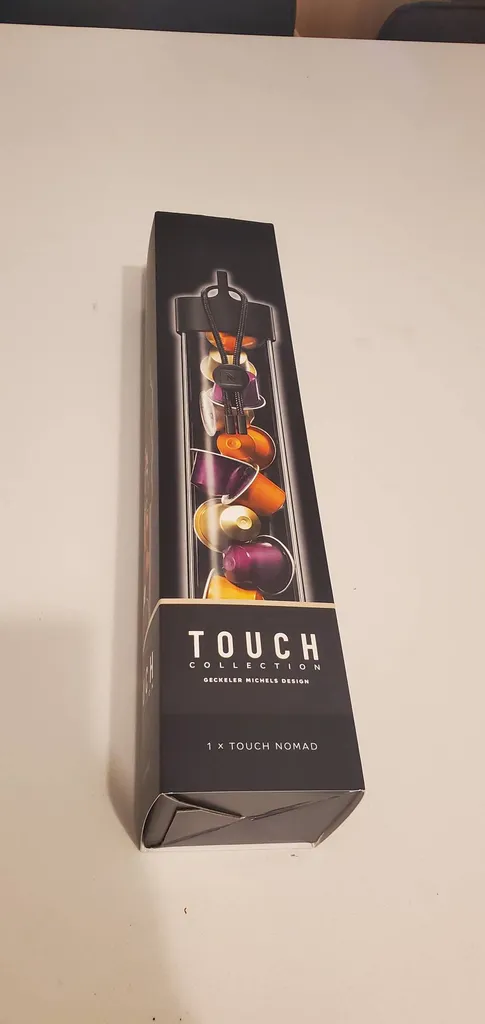 TOUCH
COLLECTION
GECKELER MICHELS DESIGN
1 x TOUCH NOMAD